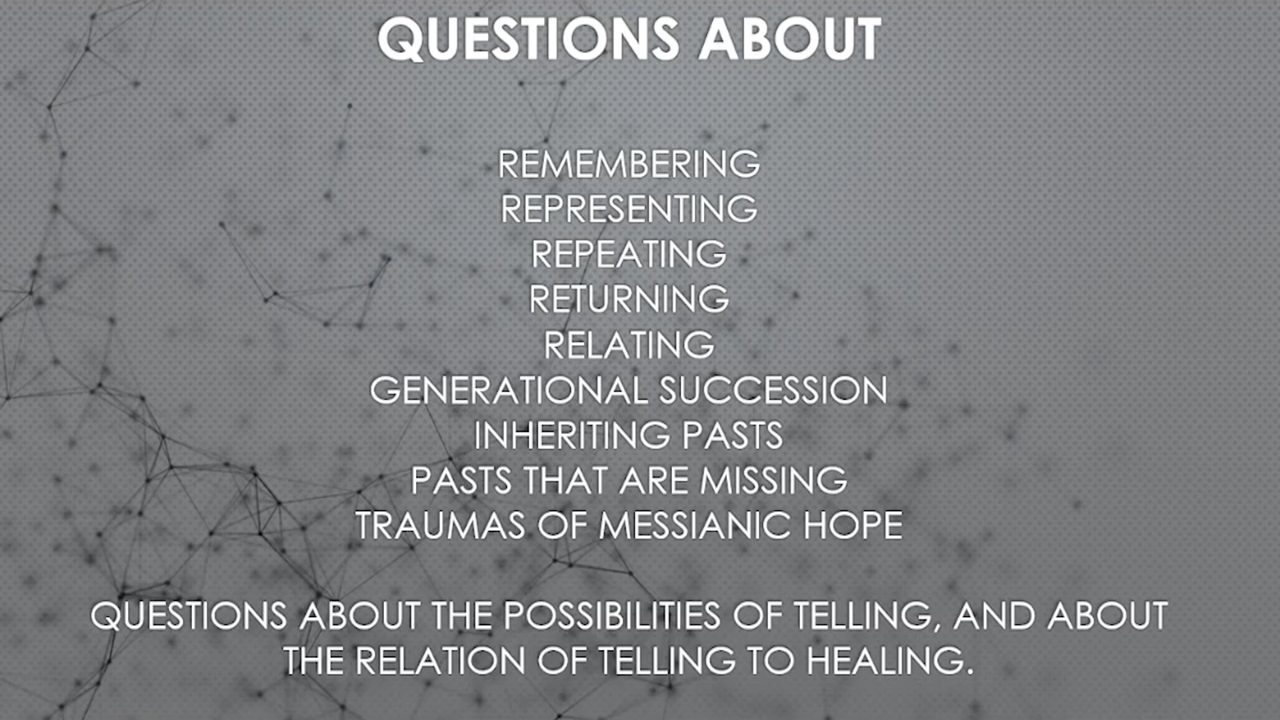 QUESTIONS ABOUT
REMEMBERING
REPRESENTING
REPEATING
RETURNING
RELATING
GENERATIONAL SUCCESSION
INHERITING PASTS
PASTS THAT ARE MISSING
TRAUMAS OF MESSIANIC HOPE
QUESTIONS ABOUT THE POSSIBILITIES OF TELLING, AND ABOUT
THE RELATION OF TELLING TO HEALING.